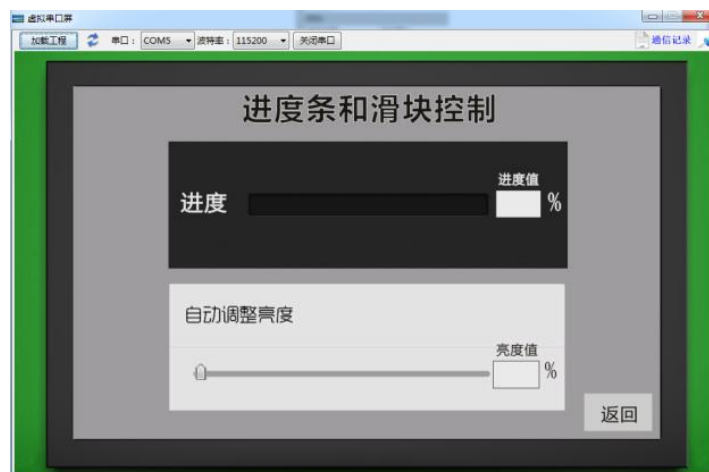 虚拟串口屏
加载工程 串口： COM5 波特率： 115200 关闭串口 通信记录
进度条和滑块控制
进度值
进度 %
自动调整亮度
亮度值
%
返回